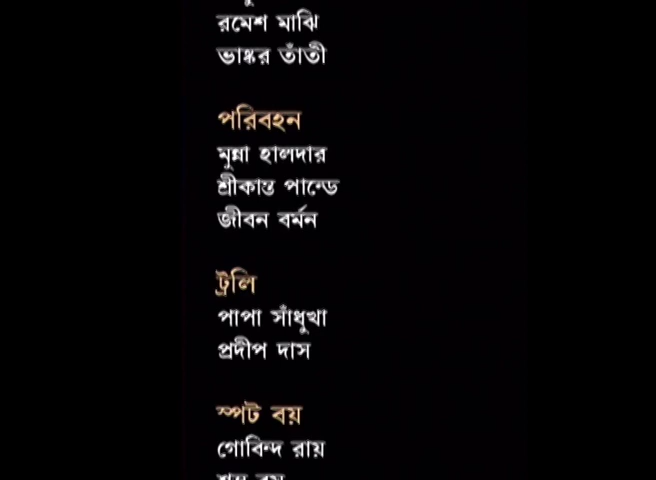 রমেশ মাঝি
ভাস্কর তাঁতী
পরিবহন
মুন্না হালদার
শ্রীকান্ত পান্ডে
জীবন বর্মন
ট্রলি
পাপা সাঁধুখা
প্রদীপ দাস
স্পট বয়
গোবিন্দ রায়